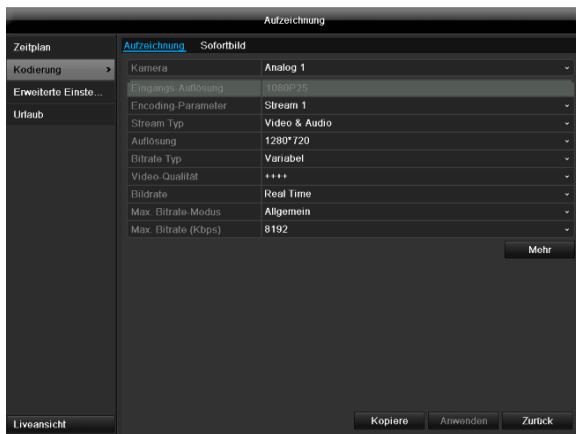 Aufzeichnung
Zeitplan
Kodierung >
Erweiterte Einste...
Urlaub
Aufzeichnung Sofortbild
Kamera Analog 1
Eingangs-Auflösung 1080P25
Encoding-Parameter Stream 1
Stream Typ Video & Audio
Auflösung 1280*720
Bitrate Typ Variabel
Video-Qualität ++++
Bildrate Real Time
Max. Bitrate-Modus Allgemein
Max. Bitrate (Kbps) 8192
Mehr
Liveansicht
Kopiere Anwenden Zurück